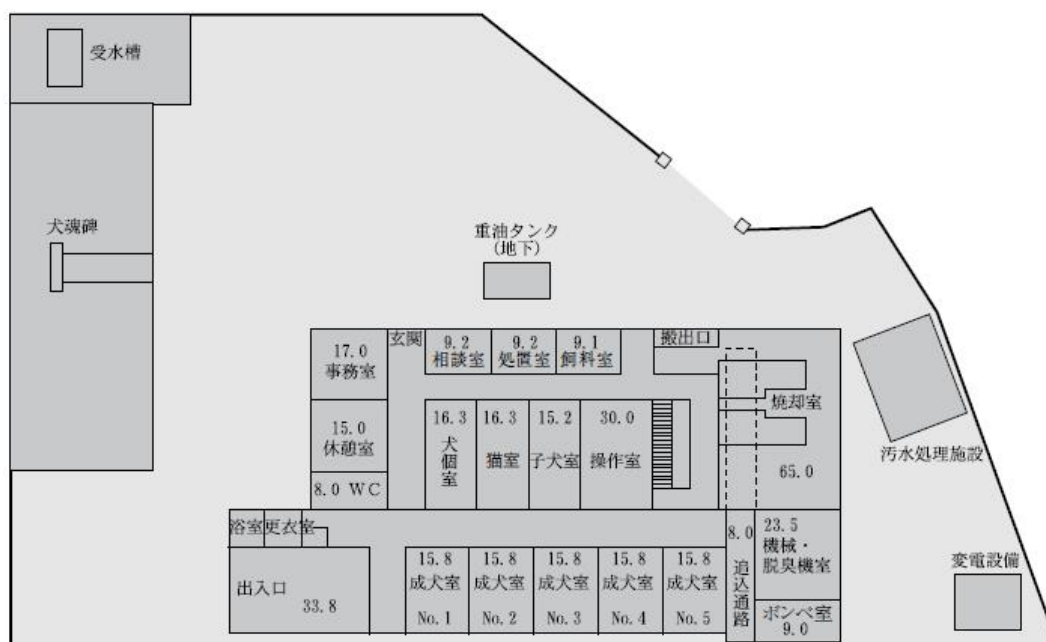 受水槽
犬魂碑
重油タンク
(地下)
17.0
事務室
玄関
9.2
相談室
9.2
処置室
9.1
飼料室
搬出口
焼却室
65.0
汚水処理施設
15.0
休憩室
8.0 WC
16.3
犬個室
16.3
猫室
15.2
子犬室
30.0
操作室
浴室
更衣室
出入口
33.8
15.8
成犬室
No.1
15.8
成犬室
No.2
15.8
成犬室
No.3
15.8
成犬室
No.4
15.8
成犬室
No.5
8.0
追込通路
23.5
機械・
脱臭機室
ボンベ室
9.0
変電設備